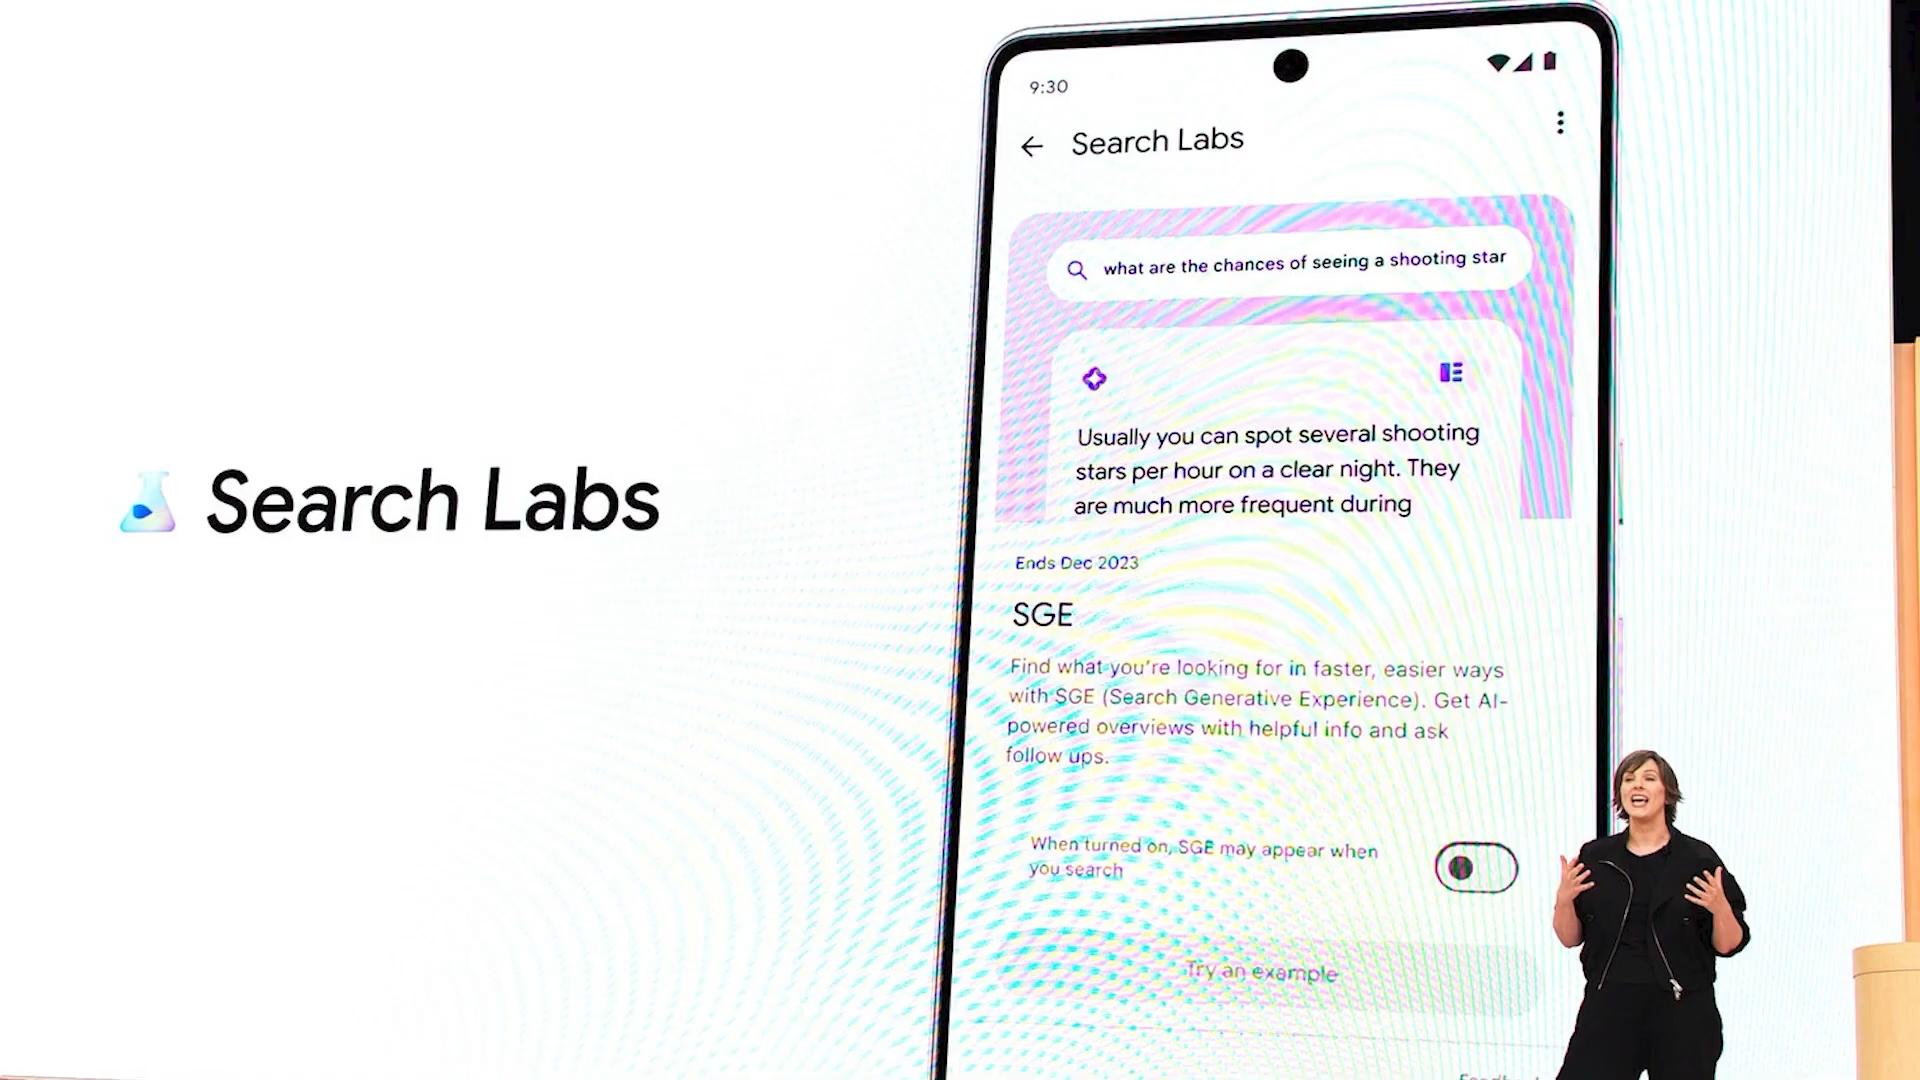 Search Labs
9:30
Search Labs
what are the chances of seeing a shooting star
Usually you can spot several shooting
stars per hour on a clear night. They
are much more frequent during
Ends Dec 2023
SGE
Find what you're looking for in faster, easier ways
with SGE (Search Generative Experience). Get AI-
powered overviews with helpful info and ask
follow ups.
When turned on, SGE may appear when
you search
Try an example